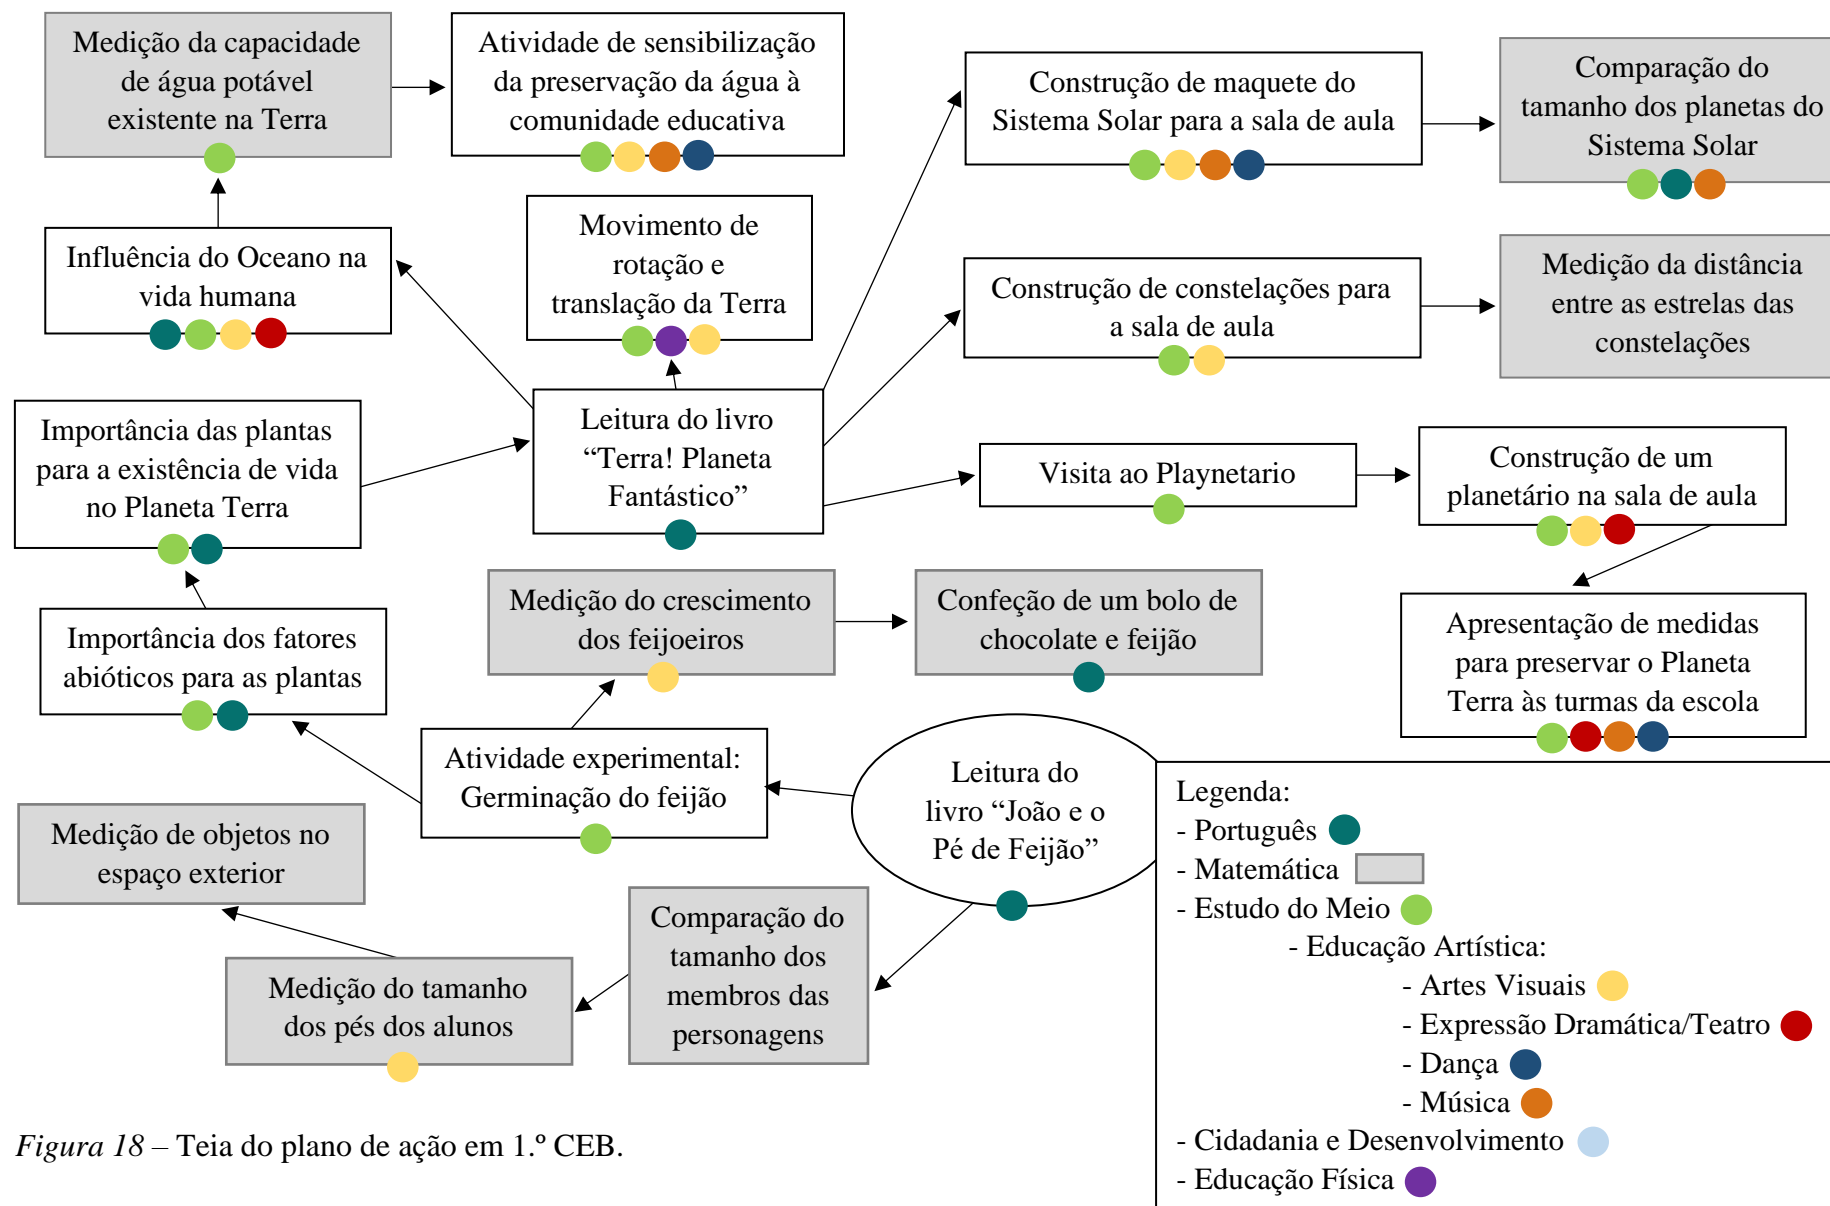 Medição da capacidade
de água potável
existente na Terra
Atividade de sensibilização
da preservação da água à
comunidade educativa
Construção de maquete do
Sistema Solar para a sala de aula
Comparação do
tamanho dos planetas do
Sistema Solar
Influência do Oceano na
vida humana
Movimento de
rotação e
translação da Terra
Construção de constelações para
a sala de aula
Medição da distância
entre as estrelas das
constelações
Importância das plantas
para a existência de vida
no Planeta Terra
Leitura do livro
“Terra! Planeta
Fantástico”
Visita ao Playnetario
Construção de um
planetário na sala de aula
Importância dos fatores
abióticos para as plantas
Medição do crescimento
dos feijoeiros
Confeção de um bolo de
chocolate e feijão
Apresentação de medidas
para preservar o Planeta
Terra às turmas da escola
Atividade experimental:
Germinação do feijão
Leitura do
livro “João e o
Pé de Feijão”
Medição de objetos no
espaço exterior
Comparação do
tamanho dos
membros das
personagens
Medição do tamanho
dos pés dos alunos
Legenda:
- Português
- Matemática
- Estudo do Meio
- Educação Artística:
- Artes Visuais
- Expressão Dramática/Teatro
- Dança
- Música
- Cidadania e Desenvolvimento
- Educação Física
Figura 18 – Teia do plano de ação em 1.º CEB.